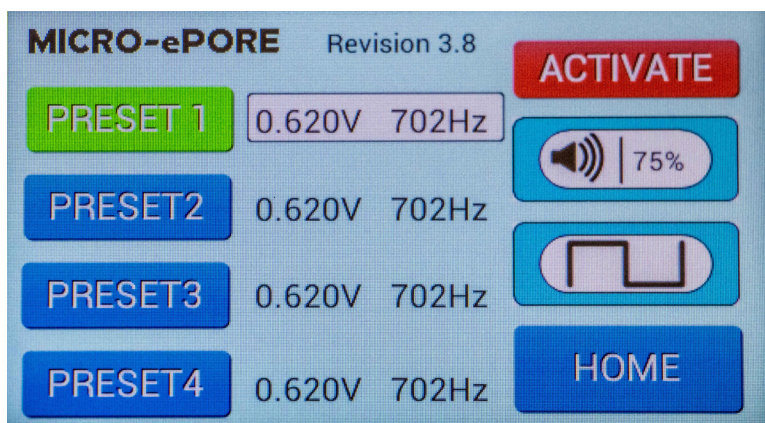 MICRO-ePORE Revision 3.8
ACTIVATE
PRESET 1 0.620V 702Hz
75%
PRESET2 0.620V 702Hz
PRESET3 0.620V 702Hz
PRESET4 0.620V 702Hz
HOME